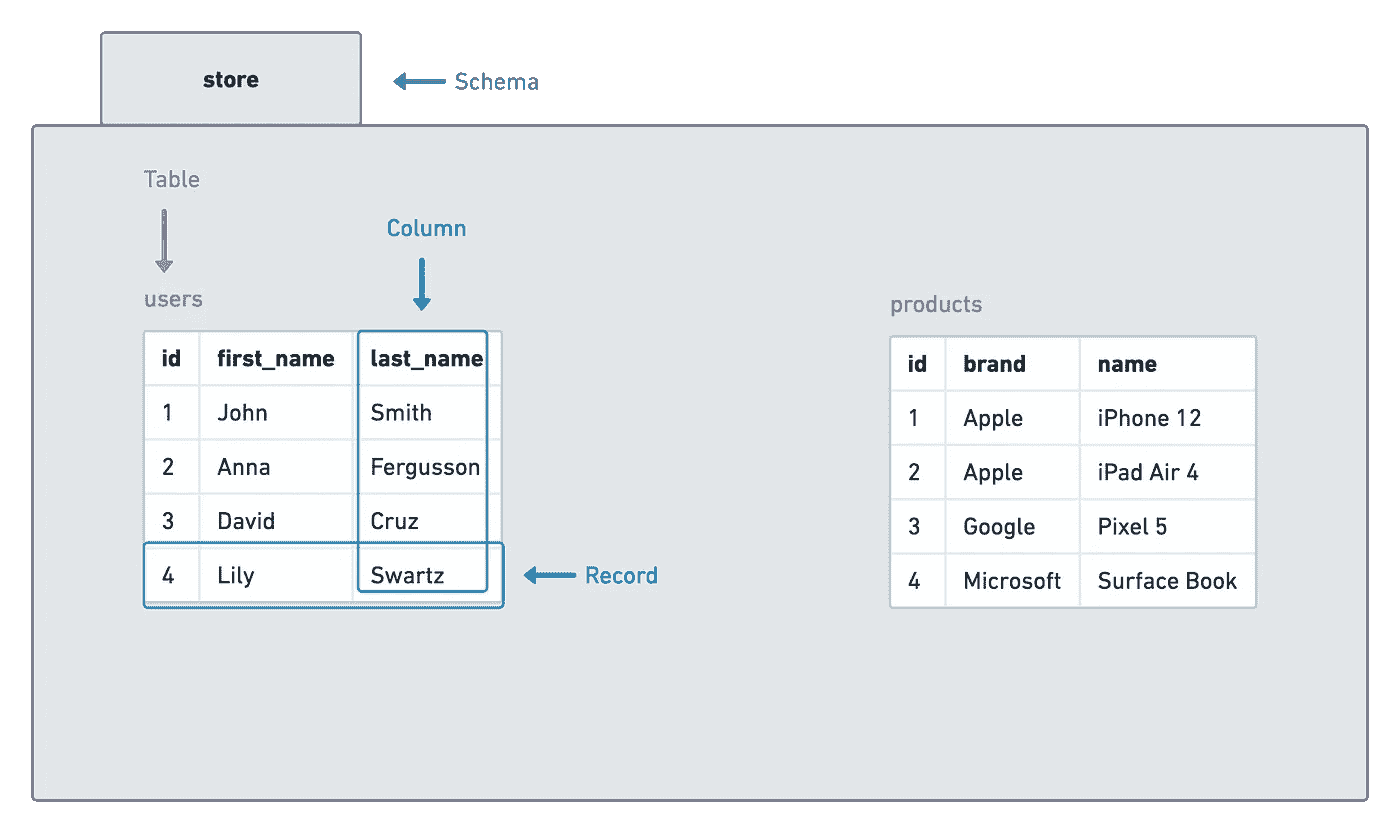 store
Schema
Table
Column
users
id first_name last_name
1 John Smith
2 Anna Fergusson
3 David Cruz
4 Lily Swartz
Record
products
id brand name
1 Apple iPhone 12
2 Apple iPad Air 4
3 Google Pixel 5
4 Microsoft Surface Book